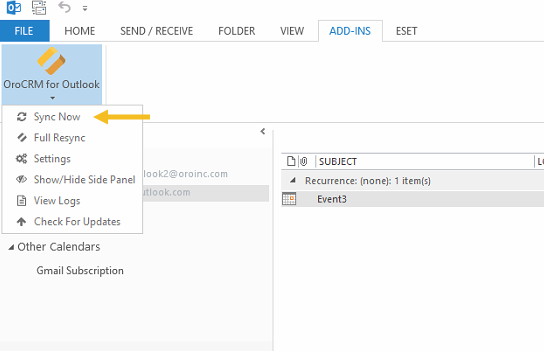 FILE HOME SEND / RECEIVE FOLDER VIEW ADD-INS ESET
OroCRM for Outlook
Sync Now
Full Resync
Settings
Show/Hide Side Panel
View Logs
Check For Updates
tlook2@oroinc.com
utlook.com
Other Calendars
Gmail Subscription
SUBJECT LO
Recurrence: (none): 1 item(s)
Event3